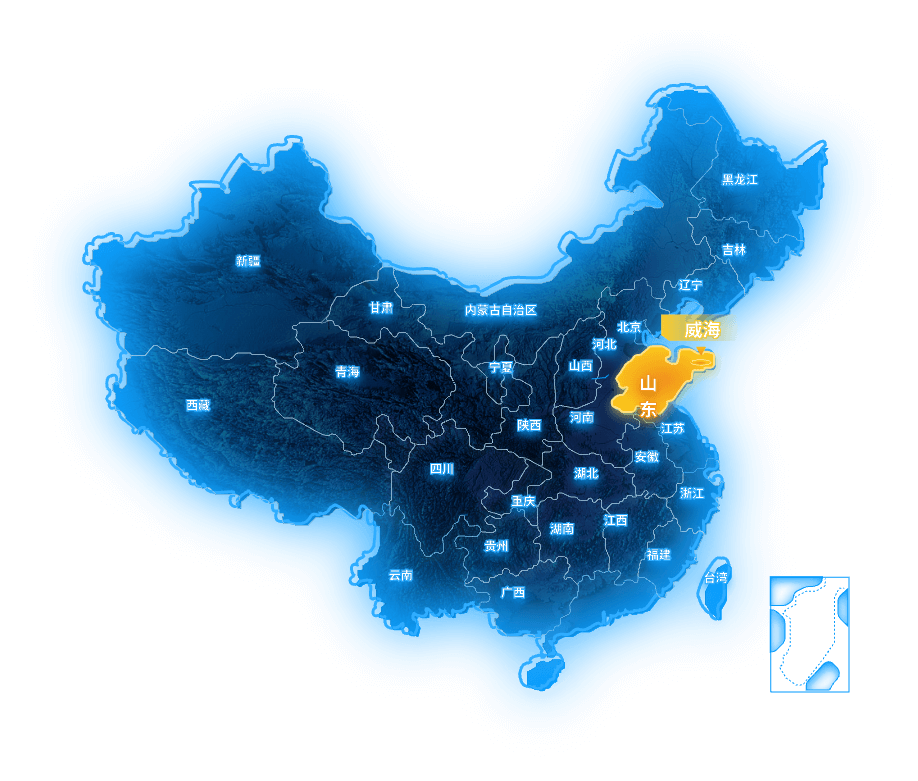 黑龙江
吉林
新疆
辽宁
甘肃
内蒙古自治区
北京
威海
河北
山西
宁夏
青海
山
东
西藏
河南
陕西
江苏
安徽
四川
湖北
浙江
重庆
江西
湖南
贵州
福建
云南
台湾
广西